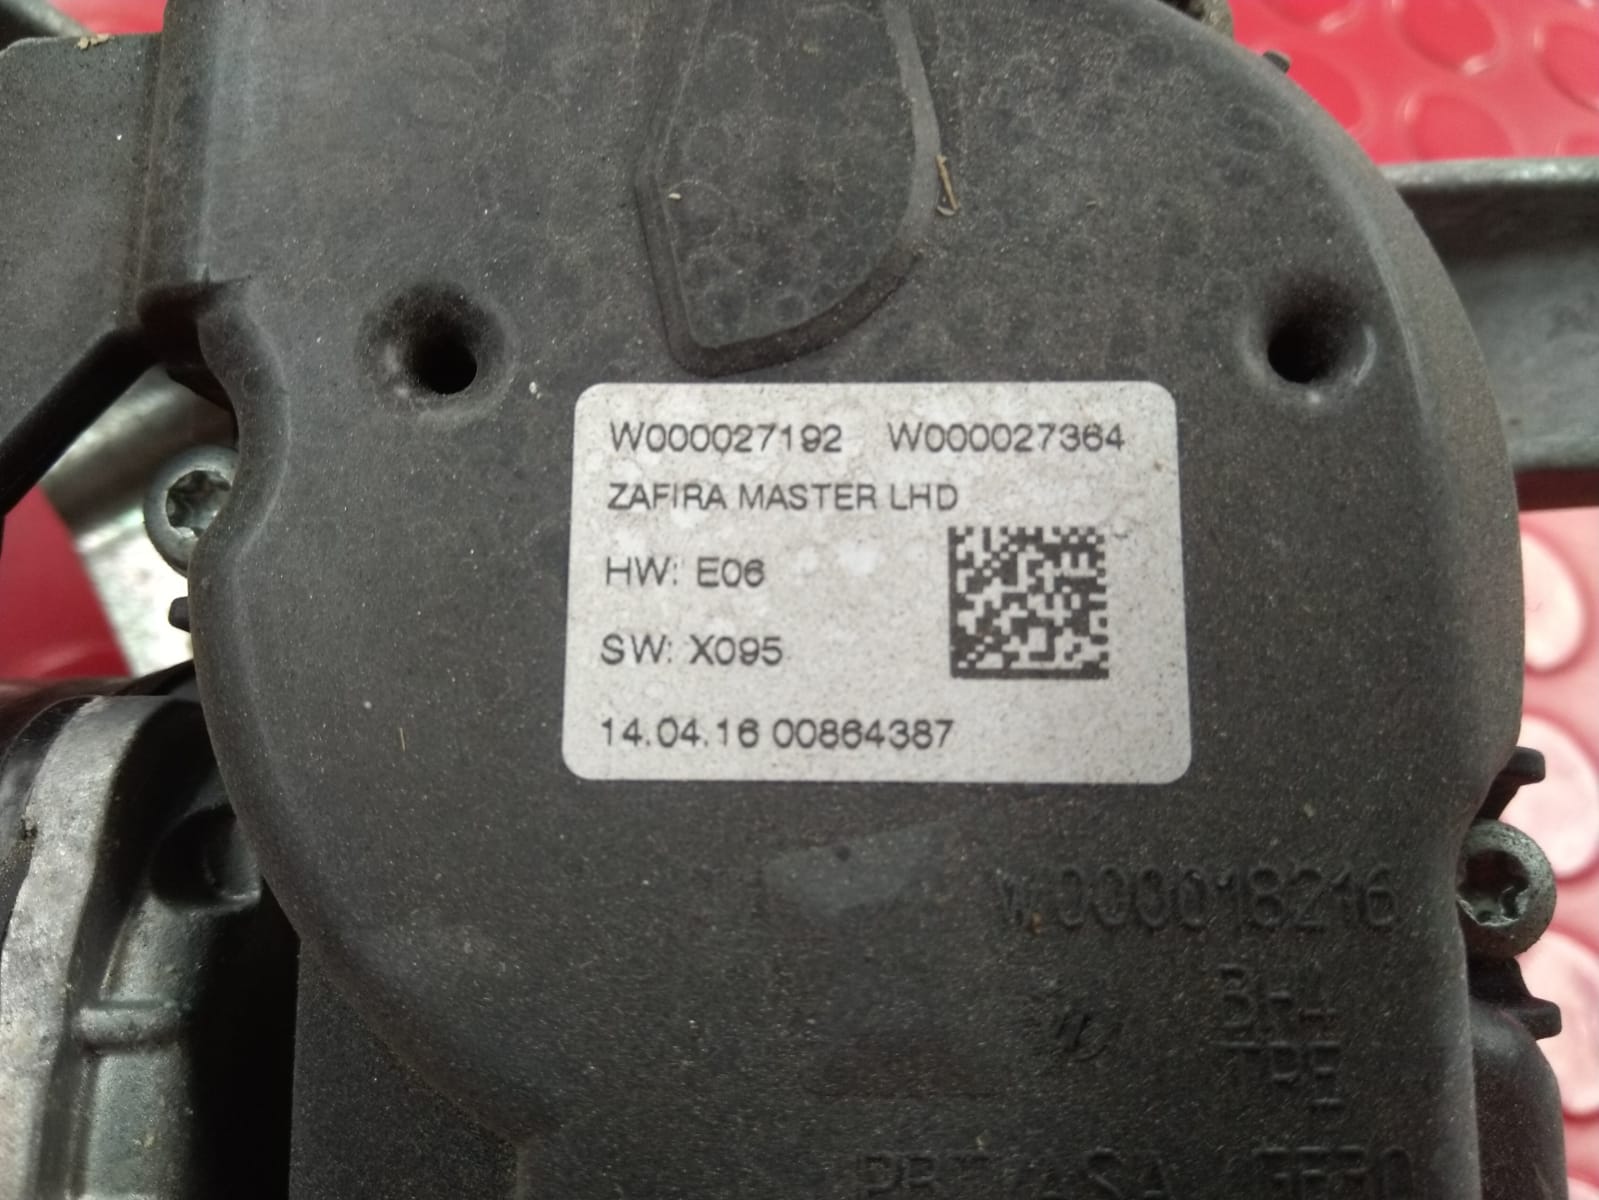 W000027192 W000027364
ZAFIRA MASTER LHD
HW: E06
SW: X095
14.04.16 00864387
W000018216